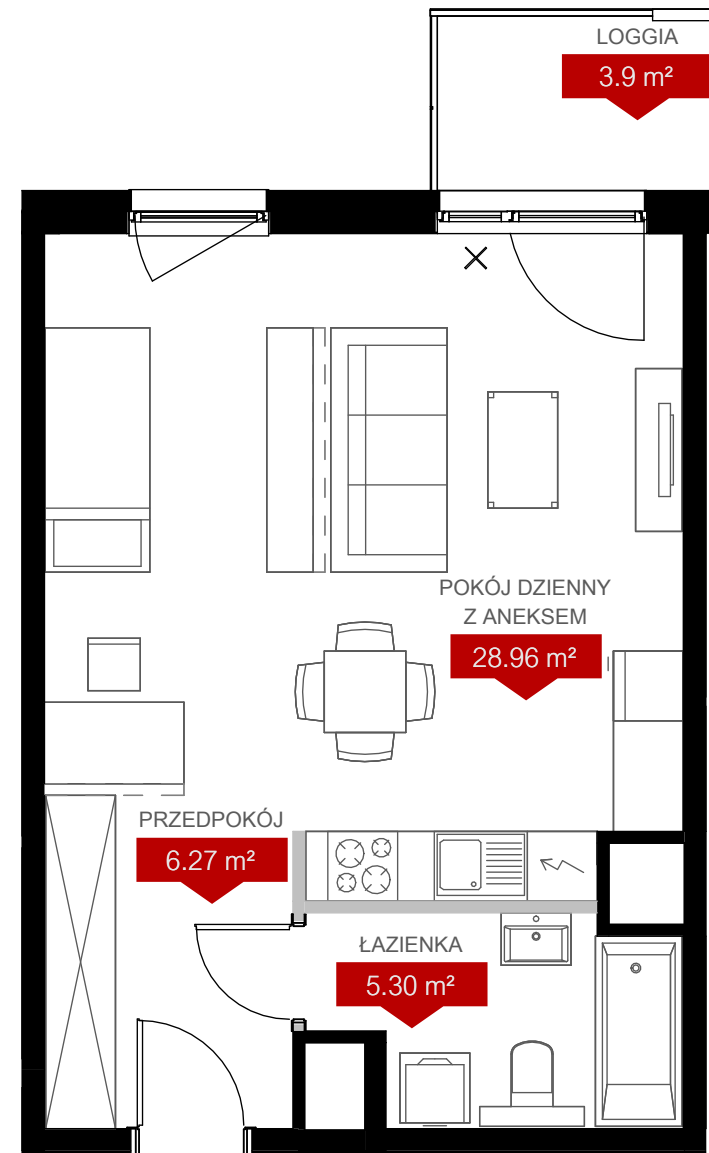 LOGGIA
3.9 m²
POKÓJ DZIENNY
Z ANEKSEM
28.96 m²
PRZEDPOKÓJ
6.27 m²
ŁAZIENKA
5.30 m²